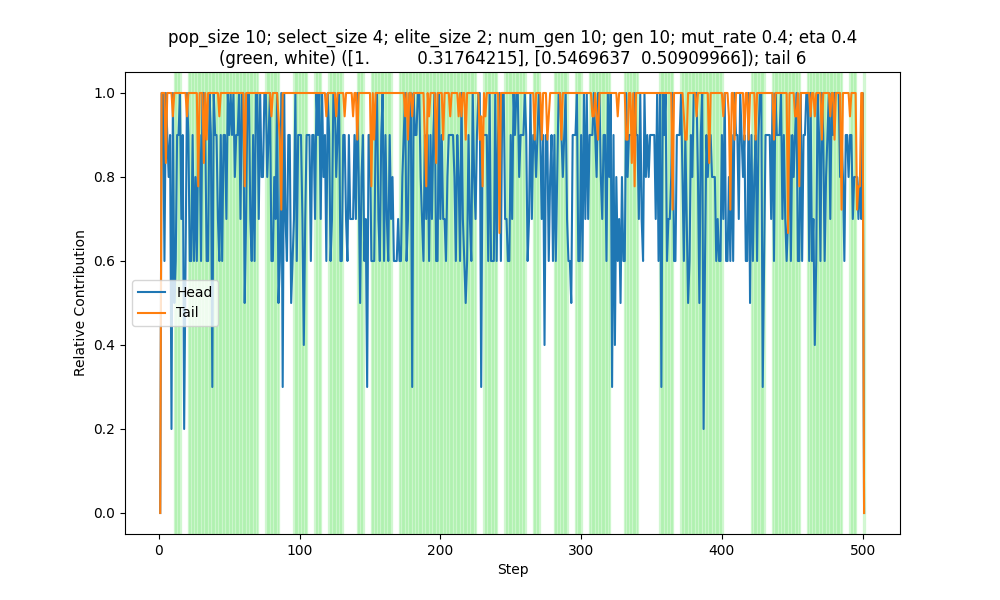 pop_size 10; select_size 4; elite_size 2; num_gen 10; gen 10; mut_rate 0.4; eta 0.4
(green, white) ([1.         0.31764215], [0.5469637  0.50909966]); tail 6
1.0
0.8
0.6
0.4
0.2
0.0
Relative Contribution
Head
Tail
0
100
200
300
400
500
Step